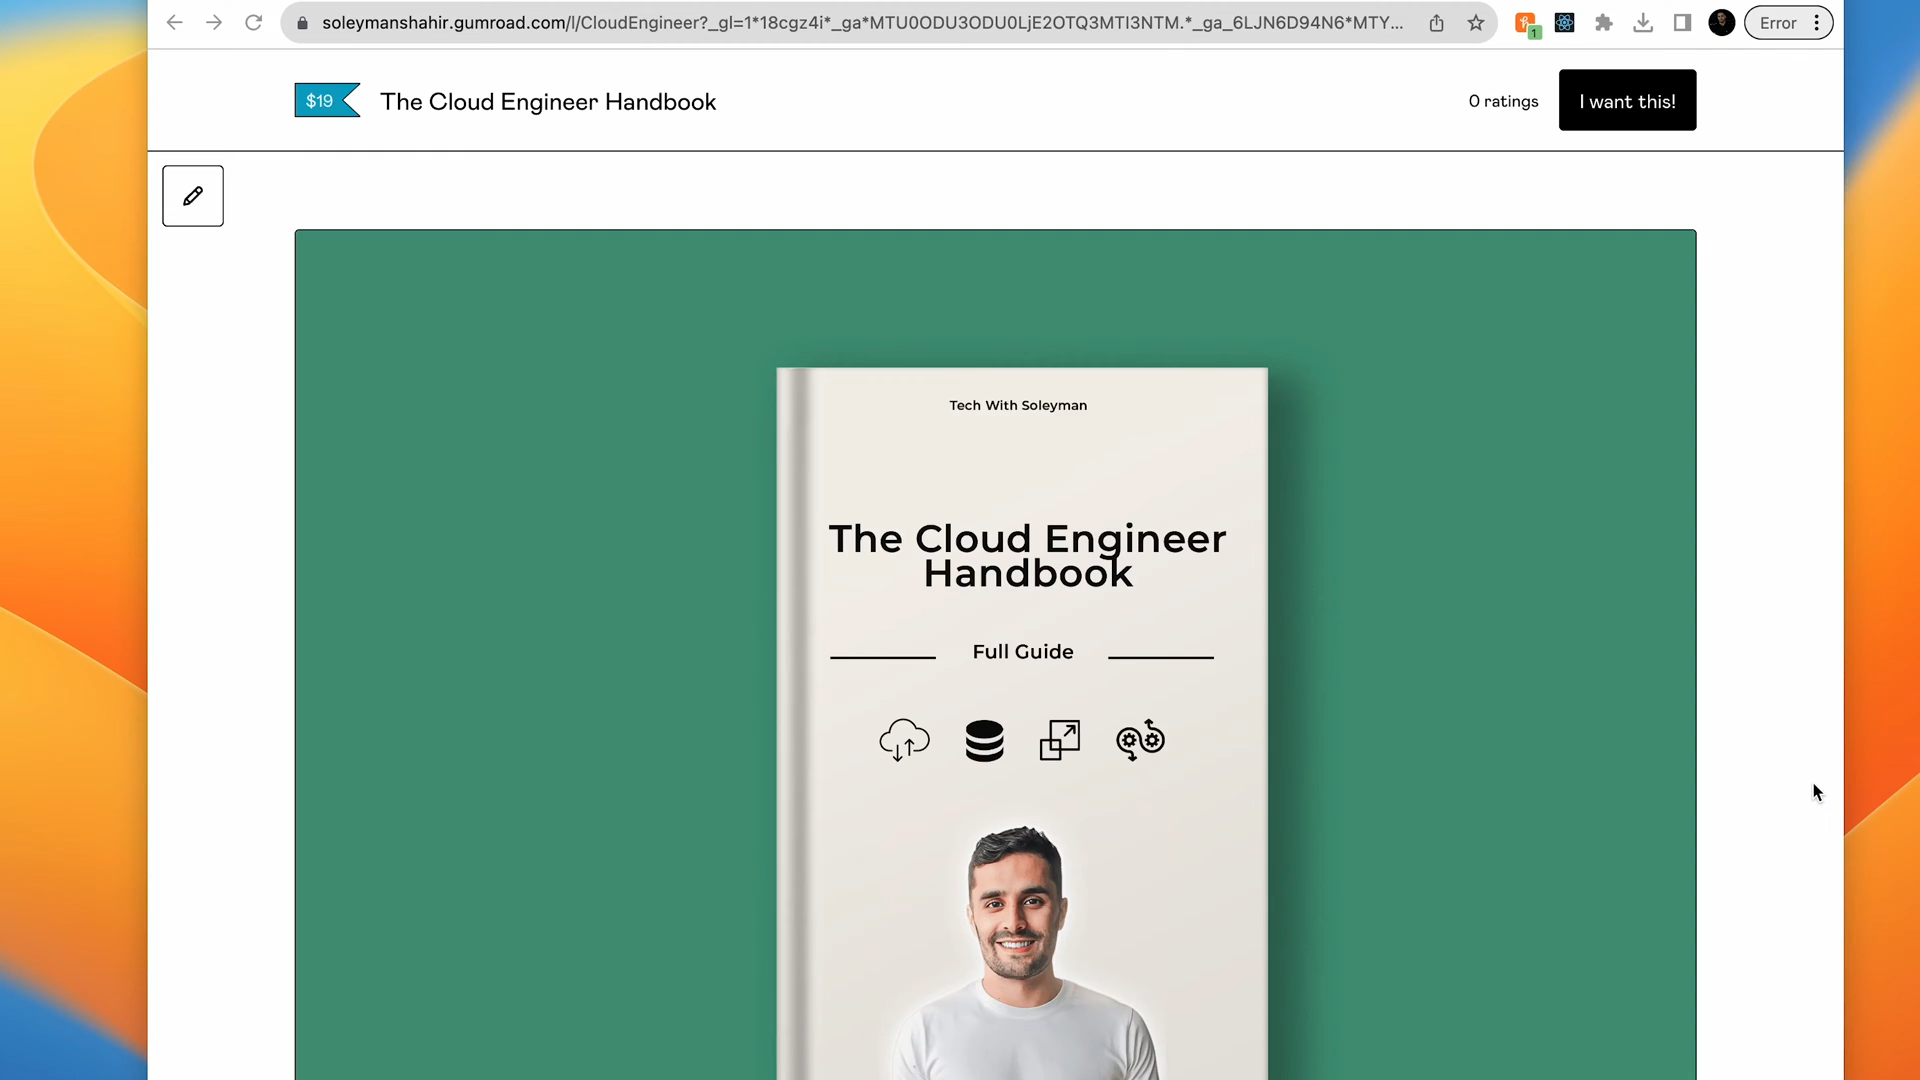 soleymanshahir.gumroad.com/l/CloudEngineer?_gl=1*18cgz4i*_ga*MTU0ODU3ODU0LjE2OTQ3MTI3NTM.*_ga_6LJN6D94N6*MTY...
1
Error
$19
The Cloud Engineer Handbook
0 ratings
I want this!
Tech With Soleyman
The Cloud Engineer
Handbook
Full Guide